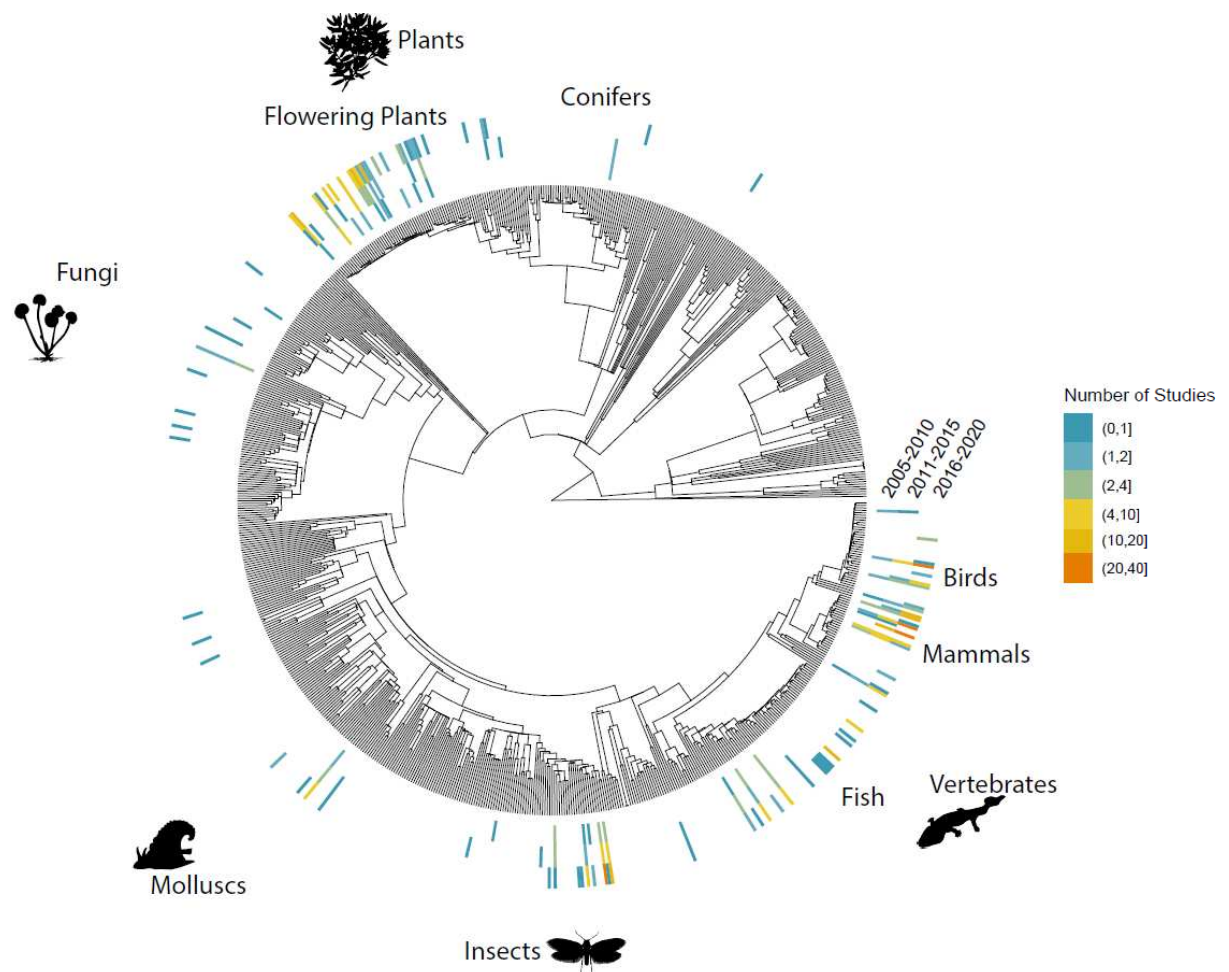 Plants
Conifers
Flowering Plants
Fungi
Number of Studies
(0,1]
(1,2]
(2,4]
(4,10]
(10,20]
(20,40]
2005-2010
2011-2015
2016-2020
Birds
Mammals
Vertebrates
Fish
Molluscs
Insects